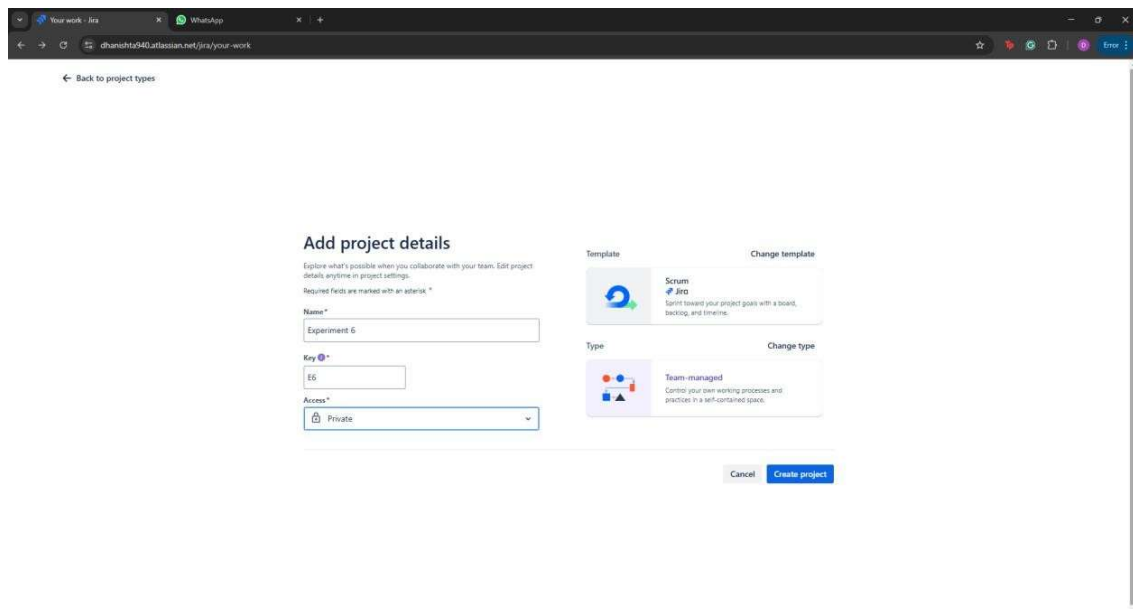 Your work - Jira
WhatsApp
dhanishta940.atlassian.net/jira/your-work
D
Error
Back to project types
Add project details
Explore what's possible when you collaborate with your team. Edit project
details anytime in project settings.
Required fields are marked with an asterisk *
Name*
Experiment 6
Key *
E6
Access*
Private
Template
Change template
Scrum
Jira
Sprint toward your project goals with a board,
backlog, and timeline.
Type
Change type
Team-managed
Control your own working processes and
practices in a self-contained space.
Cancel
Create project